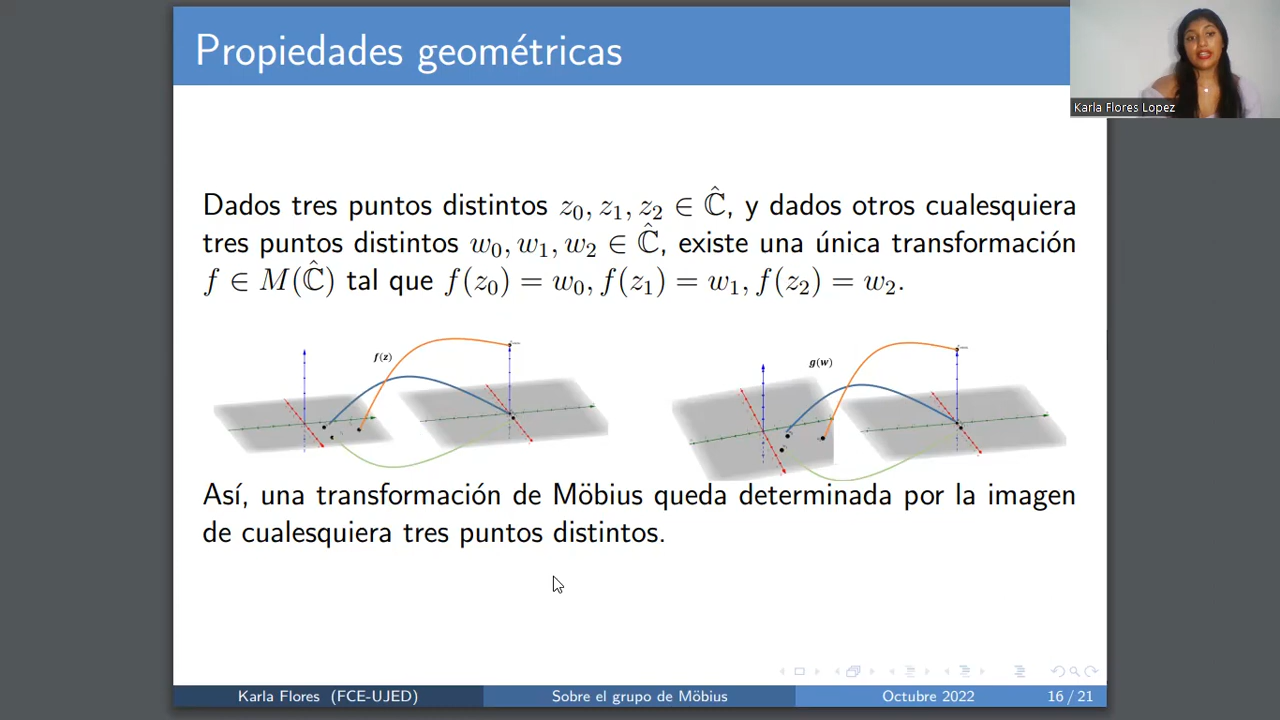 Propiedades geométricas
Karla Flores Lopez
Dados tres puntos distintos z₀, z₁, z₂ ∈ Ĉ, y dados otros cualesquiera
tres puntos distintos w₀, w₁, w₂ ∈ Ĉ, existe una única transformación
f ∈ M(Ĉ) tal que f(z₀) = w₀, f(z₁) = w₁, f(z₂) = w₂.
f(z)
g(w)
Así, una transformación de Möbius queda determinada por la imagen
de cualesquiera tres puntos distintos.
Karla Flores (FCE-UJED)
Sobre el grupo de Möbius
Octubre 2022
16 / 21